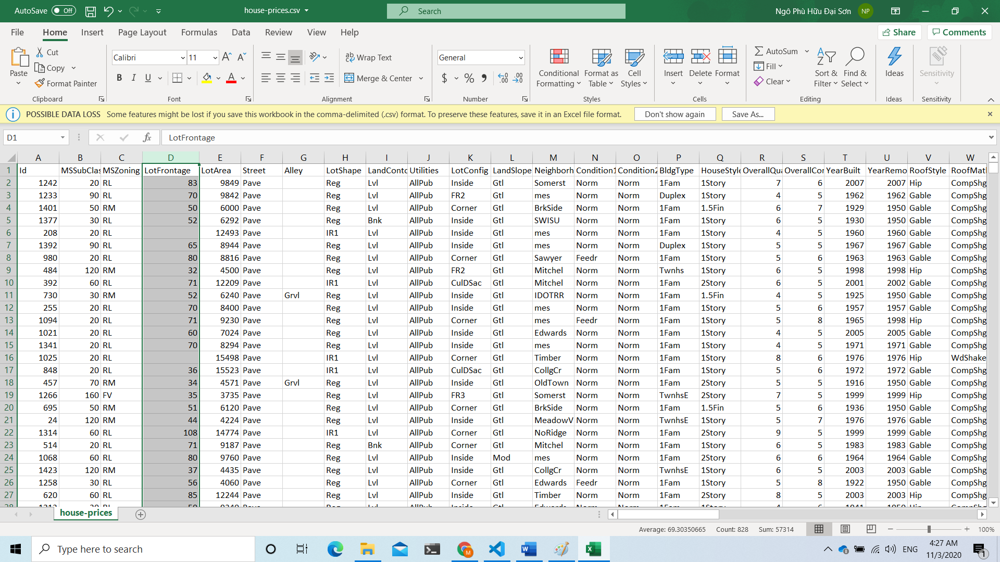 AutoSave Off house-prices.csv Search Ngô Phù Hữu Đại Sơn NP
File Home Insert Page Layout Formulas Data Review View Help Share Comments
Paste Cut Copy Format Painter Clipboard
Calibri 11 B I U A Font
Wrap Text Merge & Center Alignment
General $ % Number
Conditional Formatting Format as Table Cell Styles Styles
Insert Delete Format Cells
AutoSum Fill Clear Sort & Filter Find & Select Editing
Ideas Ideas
Sensitivity Sensitivity
POSSIBLE DATA LOSS Some features might be lost if you save this workbook in the comma-delimited (.csv) format. To preserve these features, save it in an Excel file format. Don't show again Save As...
D1 fx LotFrontage
A B C D E F G H I J K L M N O P Q R S T U V W
1 Id MSSubClas MSZoning LotFrontage LotArea Street Alley LotShape LandConto Utilities LotConfig LandSlope Neighborh Condition1 Condition2 BldgType HouseStyle OverallQua OverallCon YearBuilt YearRemo RoofStyle RoofMatl
2 1242 20 RL 83 9849 Pave Reg Lvl AllPub Inside Gtl Somerst Norm Norm 1Fam 1Story 7 6 2007 2007 Hip CompShg
3 1233 90 RL 70 9842 Pave Reg Lvl AllPub FR2 Gtl mes Norm Norm Duplex 1Story 4 5 1962 1962 Gable CompShg
4 1401 50 RM 50 6000 Pave Reg Lvl AllPub Corner Gtl BrkSide Norm Norm 1Fam 1.5Fin 6 7 1929 1950 Gable CompShg
5 1377 30 RL 52 6292 Pave Reg Bnk AllPub Inside Gtl SWISU Norm Norm 1Fam 1Story 6 5 1930 1950 Gable CompShg
6 208 20 RL 12493 Pave IR1 Lvl AllPub Inside Gtl mes Norm Norm 1Fam 1Story 4 5 1960 1960 Gable CompShg
7 1392 90 RL 65 8944 Pave Reg Lvl AllPub Inside Gtl mes Norm Norm Duplex 1Story 5 5 1967 1967 Gable CompShg
8 980 20 RL 80 8816 Pave Reg Lvl AllPub Corner Gtl Sawyer Feedr Norm 1Fam 1Story 5 6 1963 1963 Gable CompShg
9 484 120 RM 32 4500 Pave Reg Lvl AllPub FR2 Gtl Mitchel Norm Norm Twnhs 1Story 6 5 1998 1998 Hip CompShg
10 392 60 RL 71 12209 Pave IR1 Lvl AllPub CulDSac Gtl Mitchel Norm Norm 1Fam 2Story 6 5 2001 2002 Gable CompShg
11 730 30 RM 52 6240 Pave Grvl Reg Lvl AllPub Inside Gtl IDOTRR Norm Norm 1Fam 1.5Fin 4 5 1925 1950 Gable CompShg
12 255 20 RL 70 8400 Pave Reg Lvl AllPub Inside Gtl mes Norm Norm 1Fam 1Story 5 6 1957 1957 Gable CompShg
13 1094 20 RL 71 9230 Pave Reg Lvl AllPub Corner Gtl mes Feedr Norm 1Fam 1Story 5 8 1965 1998 Hip CompShg
14 1021 20 RL 60 7024 Pave Reg Lvl AllPub Inside Gtl Edwards Norm Norm 1Fam 1Story 4 5 2005 2005 Gable CompShg
15 1341 20 RL 70 8294 Pave Reg Lvl AllPub Inside Gtl mes Norm Norm 1Fam 1Story 4 5 1971 1971 Gable CompShg
16 1025 20 RL 15498 Pave IR1 Lvl AllPub Corner Gtl Timber Norm Norm 1Fam 1Story 8 6 1976 1976 Hip WdShake
17 848 20 RL 36 15523 Pave IR1 Lvl AllPub CulDSac Gtl CollgCr Norm Norm 1Fam 1Story 5 6 1972 1972 Gable CompShg
18 457 70 RM 34 4571 Pave Grvl Reg Lvl AllPub Inside Gtl OldTown Norm Norm 1Fam 2Story 5 5 1916 1950 Gable CompShg
19 1266 160 FV 35 3735 Pave Reg Lvl AllPub FR3 Gtl Somerst Norm Norm TwnhsE 2Story 7 5 1999 1999 Hip CompShg
20 695 50 RM 51 6120 Pave Reg Lvl AllPub Corner Gtl BrkSide Norm Norm 1Fam 1.5Fin 5 6 1936 1950 Gable CompShg
21 24 120 RM 44 4224 Pave Reg Lvl AllPub Inside Gtl MeadowV Norm Norm TwnhsE 1Story 5 7 1976 1976 Gable CompShg
22 1314 60 RL 108 14774 Pave IR1 Lvl AllPub Corner Gtl NoRidge Norm Norm 1Fam 2Story 9 5 1999 1999 Gable CompShg
23 514 20 RL 71 9187 Pave Reg Bnk AllPub Corner Gtl Mitchel Norm Norm 1Fam 1Story 6 5 1983 1983 Gable CompShg
24 1068 60 RL 80 9760 Pave Reg Lvl AllPub Inside Mod mes Norm Norm 1Fam 2Story 6 6 1964 1964 Gable CompShg
25 1423 120 RM 37 4435 Pave Reg Lvl AllPub Inside Gtl CollgCr Norm Norm TwnhsE 1Story 6 5 2003 2003 Gable CompShg
26 1258 30 RL 56 4060 Pave Reg Lvl AllPub Corner Gtl Edwards Feedr Norm 1Fam 1Story 5 8 1922 1950 Gable CompShg
27 620 60 RL 85 12244 Pave Reg Lvl AllPub Inside Gtl Timber Norm Norm 1Fam 2Story 8 5 2003 2003 Hip CompShg
house-prices
Average: 69.30350665 Count: 828 Sum: 57314 100%
Type here to search ENG 4:27 AM
11/3/2020 1